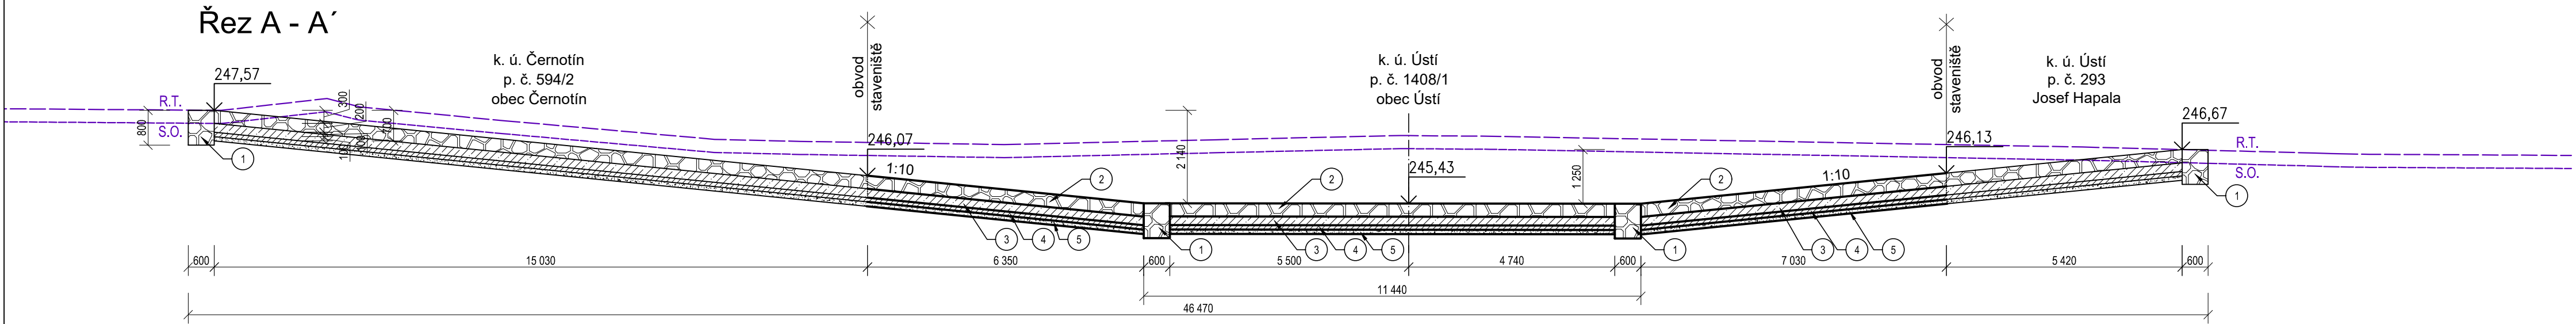 Řez A - A´
k. ú. Černotín
p. č. 594/2
obec Černotín
obvod
staveniště
k. ú. Ústí
p. č. 1408/1
obec Ústí
obvod
staveniště
k. ú. Ústí
p. č. 293
Josef Hapala
247,57
R.T.
S.O.
800
300
200
700
100
246,07
1:10
2
2 140
2
245,43
1 250
2
1:10
246,13
246,67
R.T.
S.O.
1
1
3
4
5
1
3
4
5
1
3
4
5
1
600
15 030
6 350
600
5 500
4 740
600
7 030
5 420
600
11 440
46 470